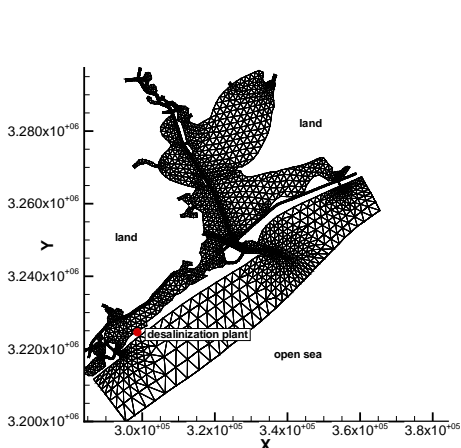 3.280x10+06
land
3.260x10+06
land
Y
3.240x10+06
desalinization plant
3.220x10+06
open sea
3.200x10+06
3.0x10+05 3.2x10+05 3.4x10+05 3.6x10+05 3.8x10+05
X